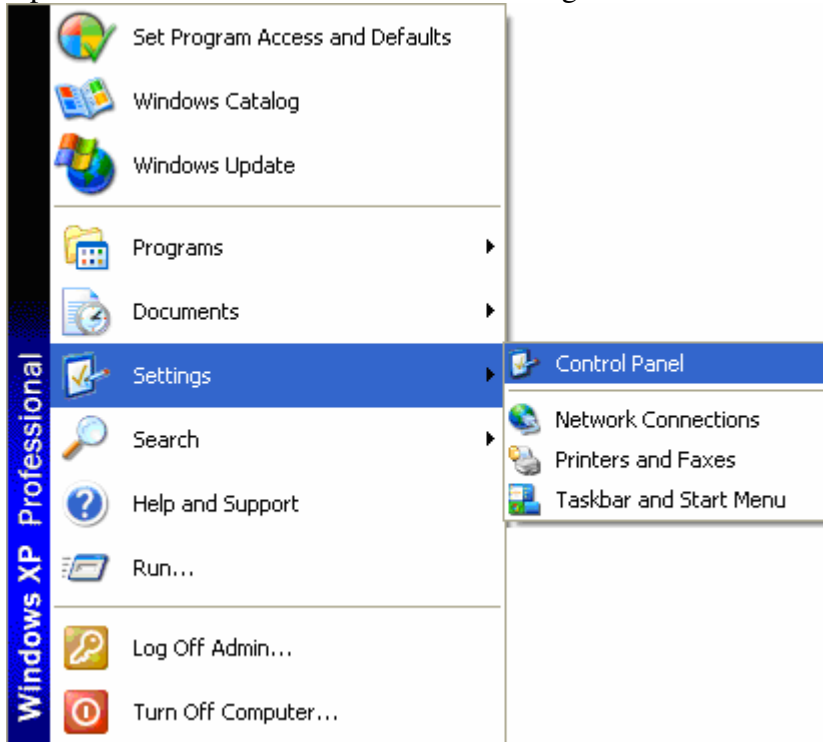 Set Program Access and Defaults
Windows Catalog
Windows Update
Programs
Documents
Settings
Control Panel
Network Connections
Printers and Faxes
Taskbar and Start Menu
Search
Help and Support
Run...
Log Off Admin...
Turn Off Computer...
Windows XP Professional